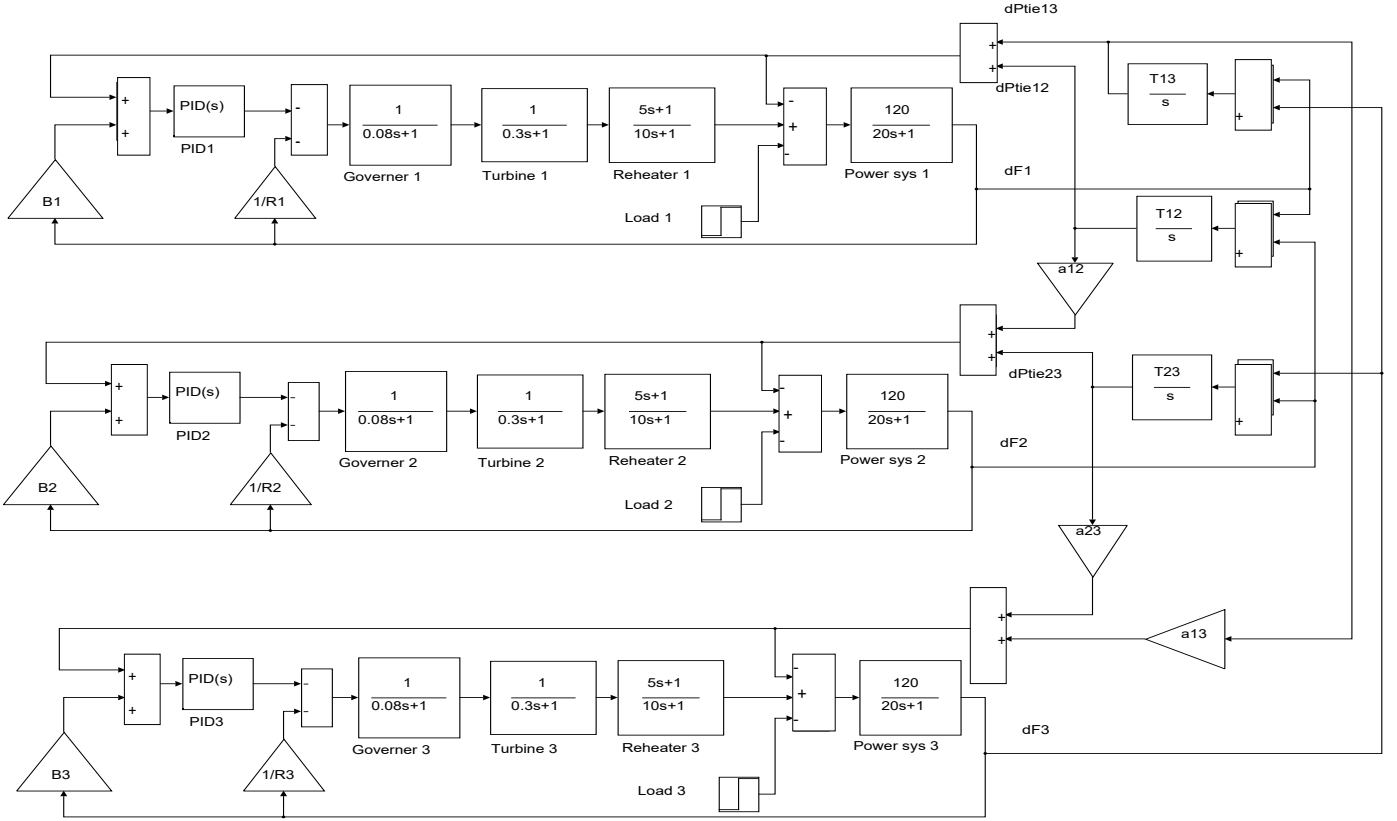 dPtie13
+
+
dPtie12
T13
s
+
+
+
PID(s)
PID1
-
-
1
0.08s+1
Governer 1
1
0.3s+1
Turbine 1
5s+1
10s+1
Reheater 1
-
+
-
120
20s+1
Power sys 1
dF1
B1
1/R1
Load 1
T12
s
+
a12
+
+
dPtie23
T23
s
+
+
+
PID(s)
PID2
-
-
1
0.08s+1
Governer 2
1
0.3s+1
Turbine 2
5s+1
10s+1
Reheater 2
-
+
-
120
20s+1
Power sys 2
dF2
B2
1/R2
Load 2
a23
+
+
a13
+
+
PID(s)
PID3
-
-
1
0.08s+1
Governer 3
1
0.3s+1
Turbine 3
5s+1
10s+1
Reheater 3
-
+
-
120
20s+1
Power sys 3
dF3
B3
1/R3
Load 3